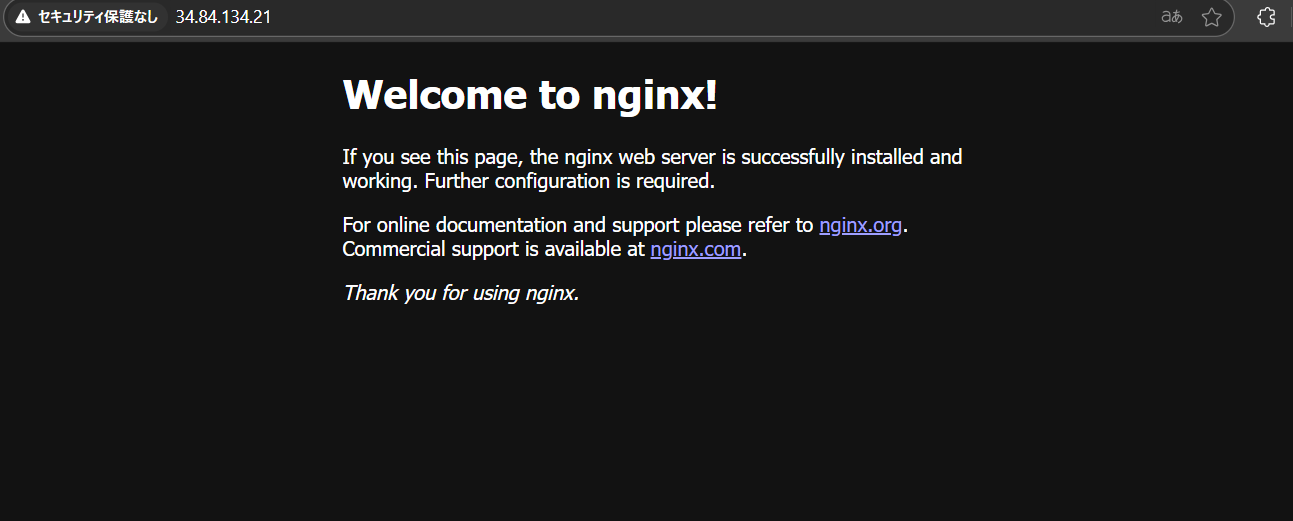 セキュリティ保護なし 34.84.134.21 aあ
Welcome to nginx!
If you see this page, the nginx web server is successfully installed and
working. Further configuration is required.
For online documentation and support please refer to nginx.org.
Commercial support is available at nginx.com.
Thank you for using nginx.